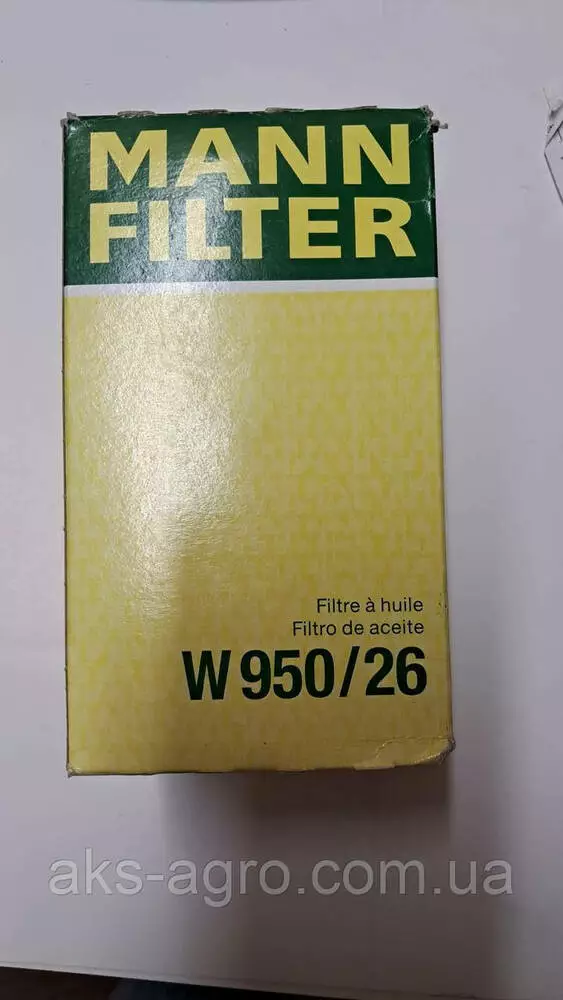 MANN
FILTER
Filtre à huile
Filtro de aceite
W 950/26
aks-agro.com.ua